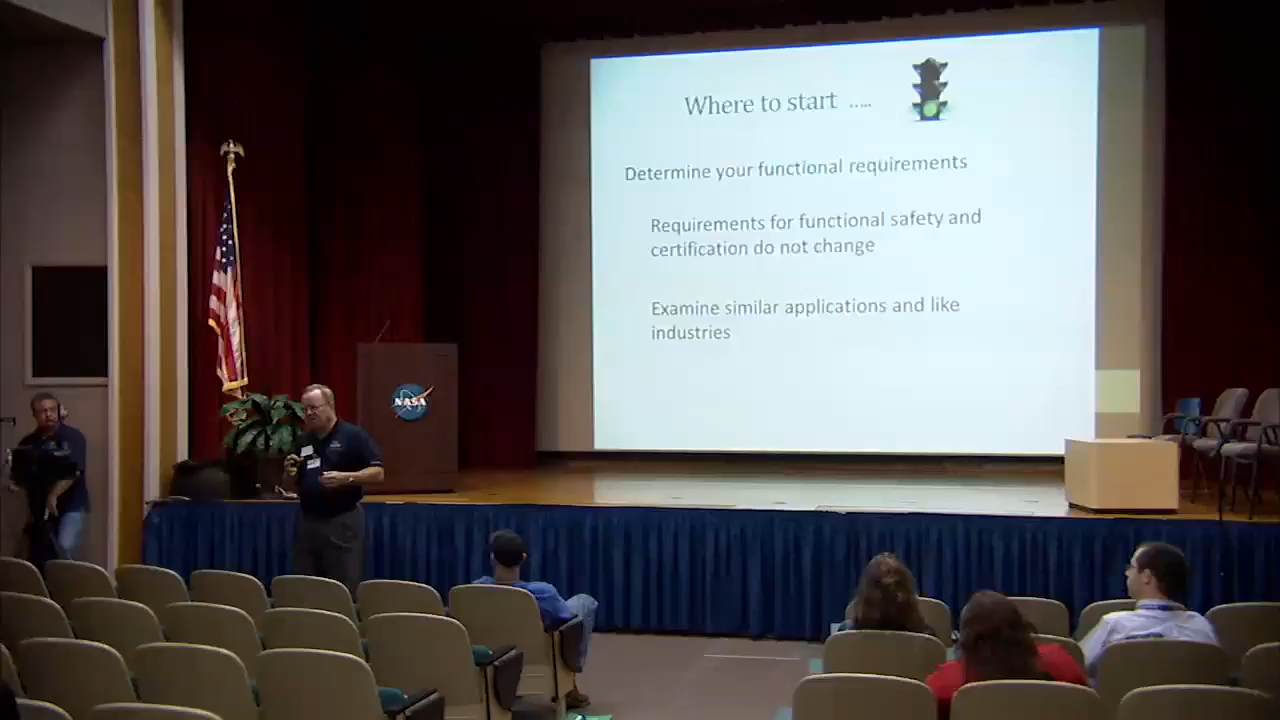 Where to start .....
Determine your functional requirements
Requirements for functional safety and
certification do not change
Examine similar applications and like
industries
NASA